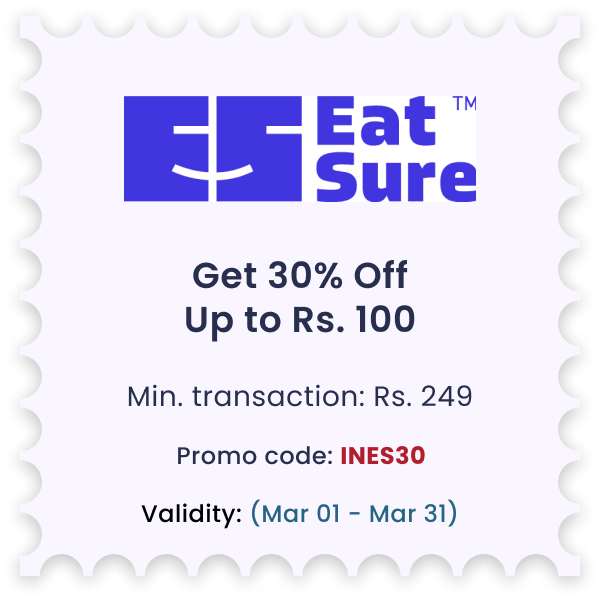 ES
Eat TM
Sure
Get 30% Off
Up to Rs. 100
Min. transaction: Rs. 249
Promo code: INES30
Validity: (Mar 01 - Mar 31)